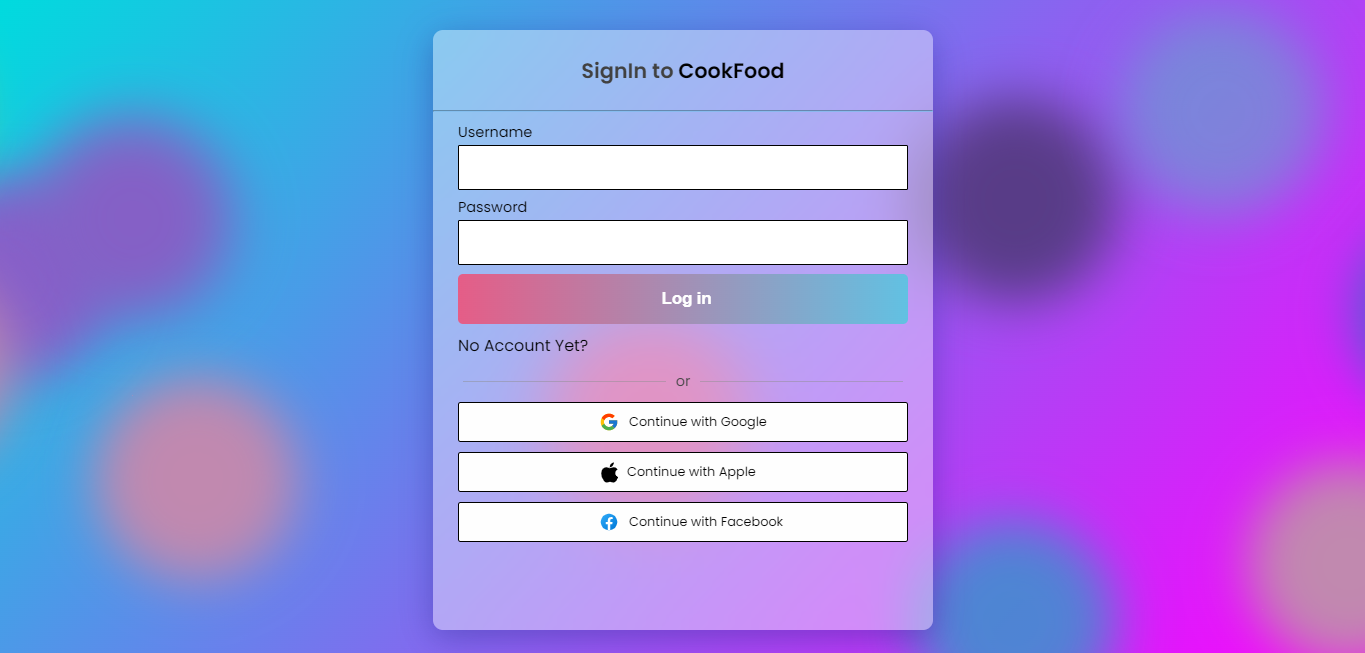 SignIn to CookFood
Username
Password
Log in
No Account Yet?
or
Continue with Google
Continue with Apple
Continue with Facebook